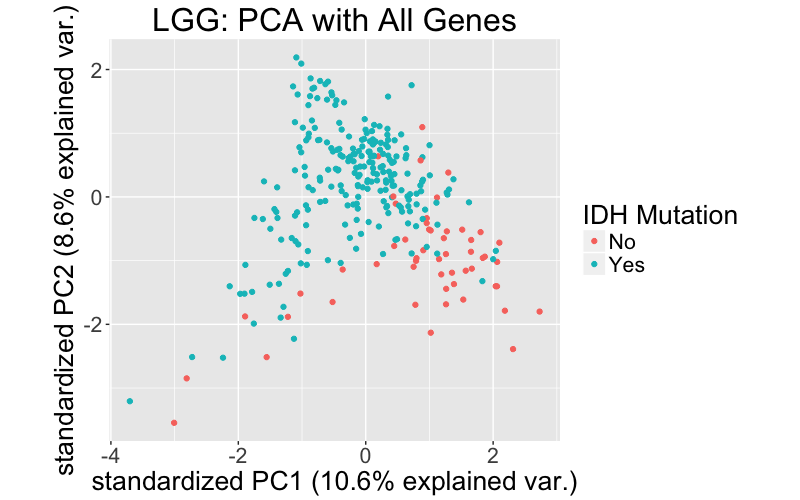 LGG: PCA with All Genes
standardized PC2 (8.6% explained var.)
2
0
-2
-4
-2
0
2
standardized PC1 (10.6% explained var.)
IDH Mutation
No
Yes